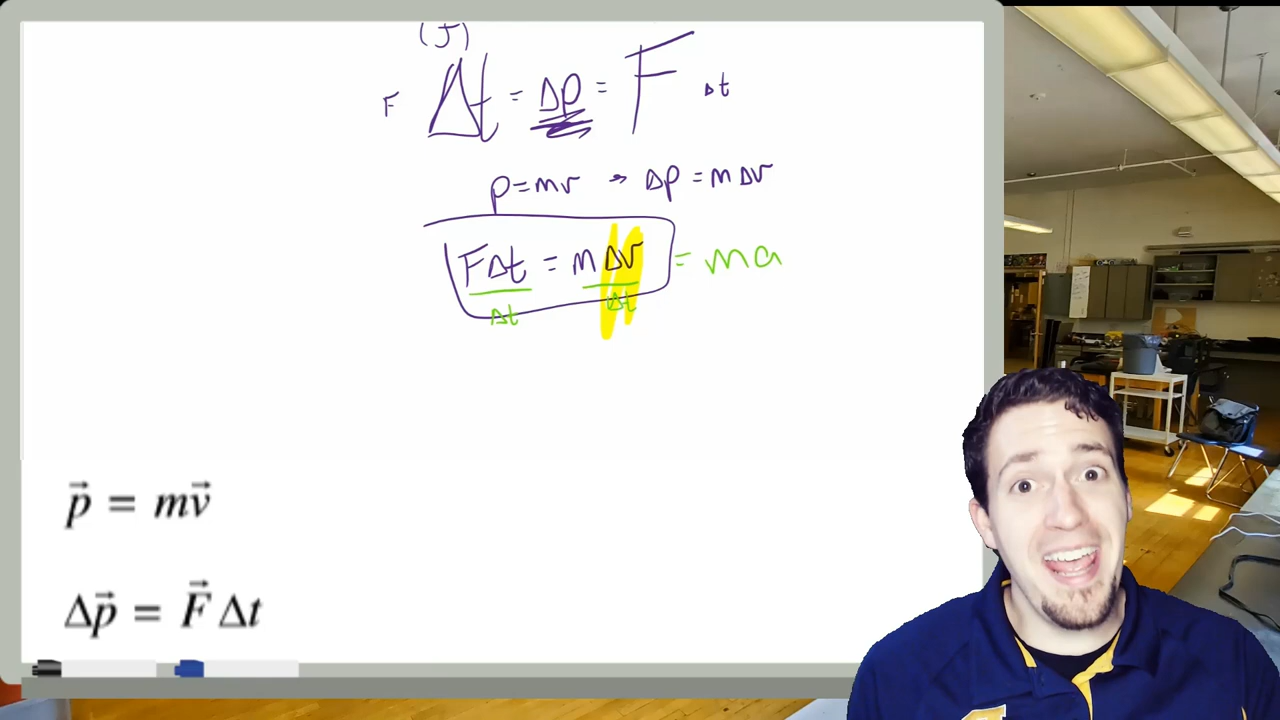 (J)
F Δt = Δp = F Δt
p = mv → Δp = mΔv
FΔt = mΔv = ma
Δt Δt
p⃗ = mv⃗
Δp⃗ = F⃗ Δt